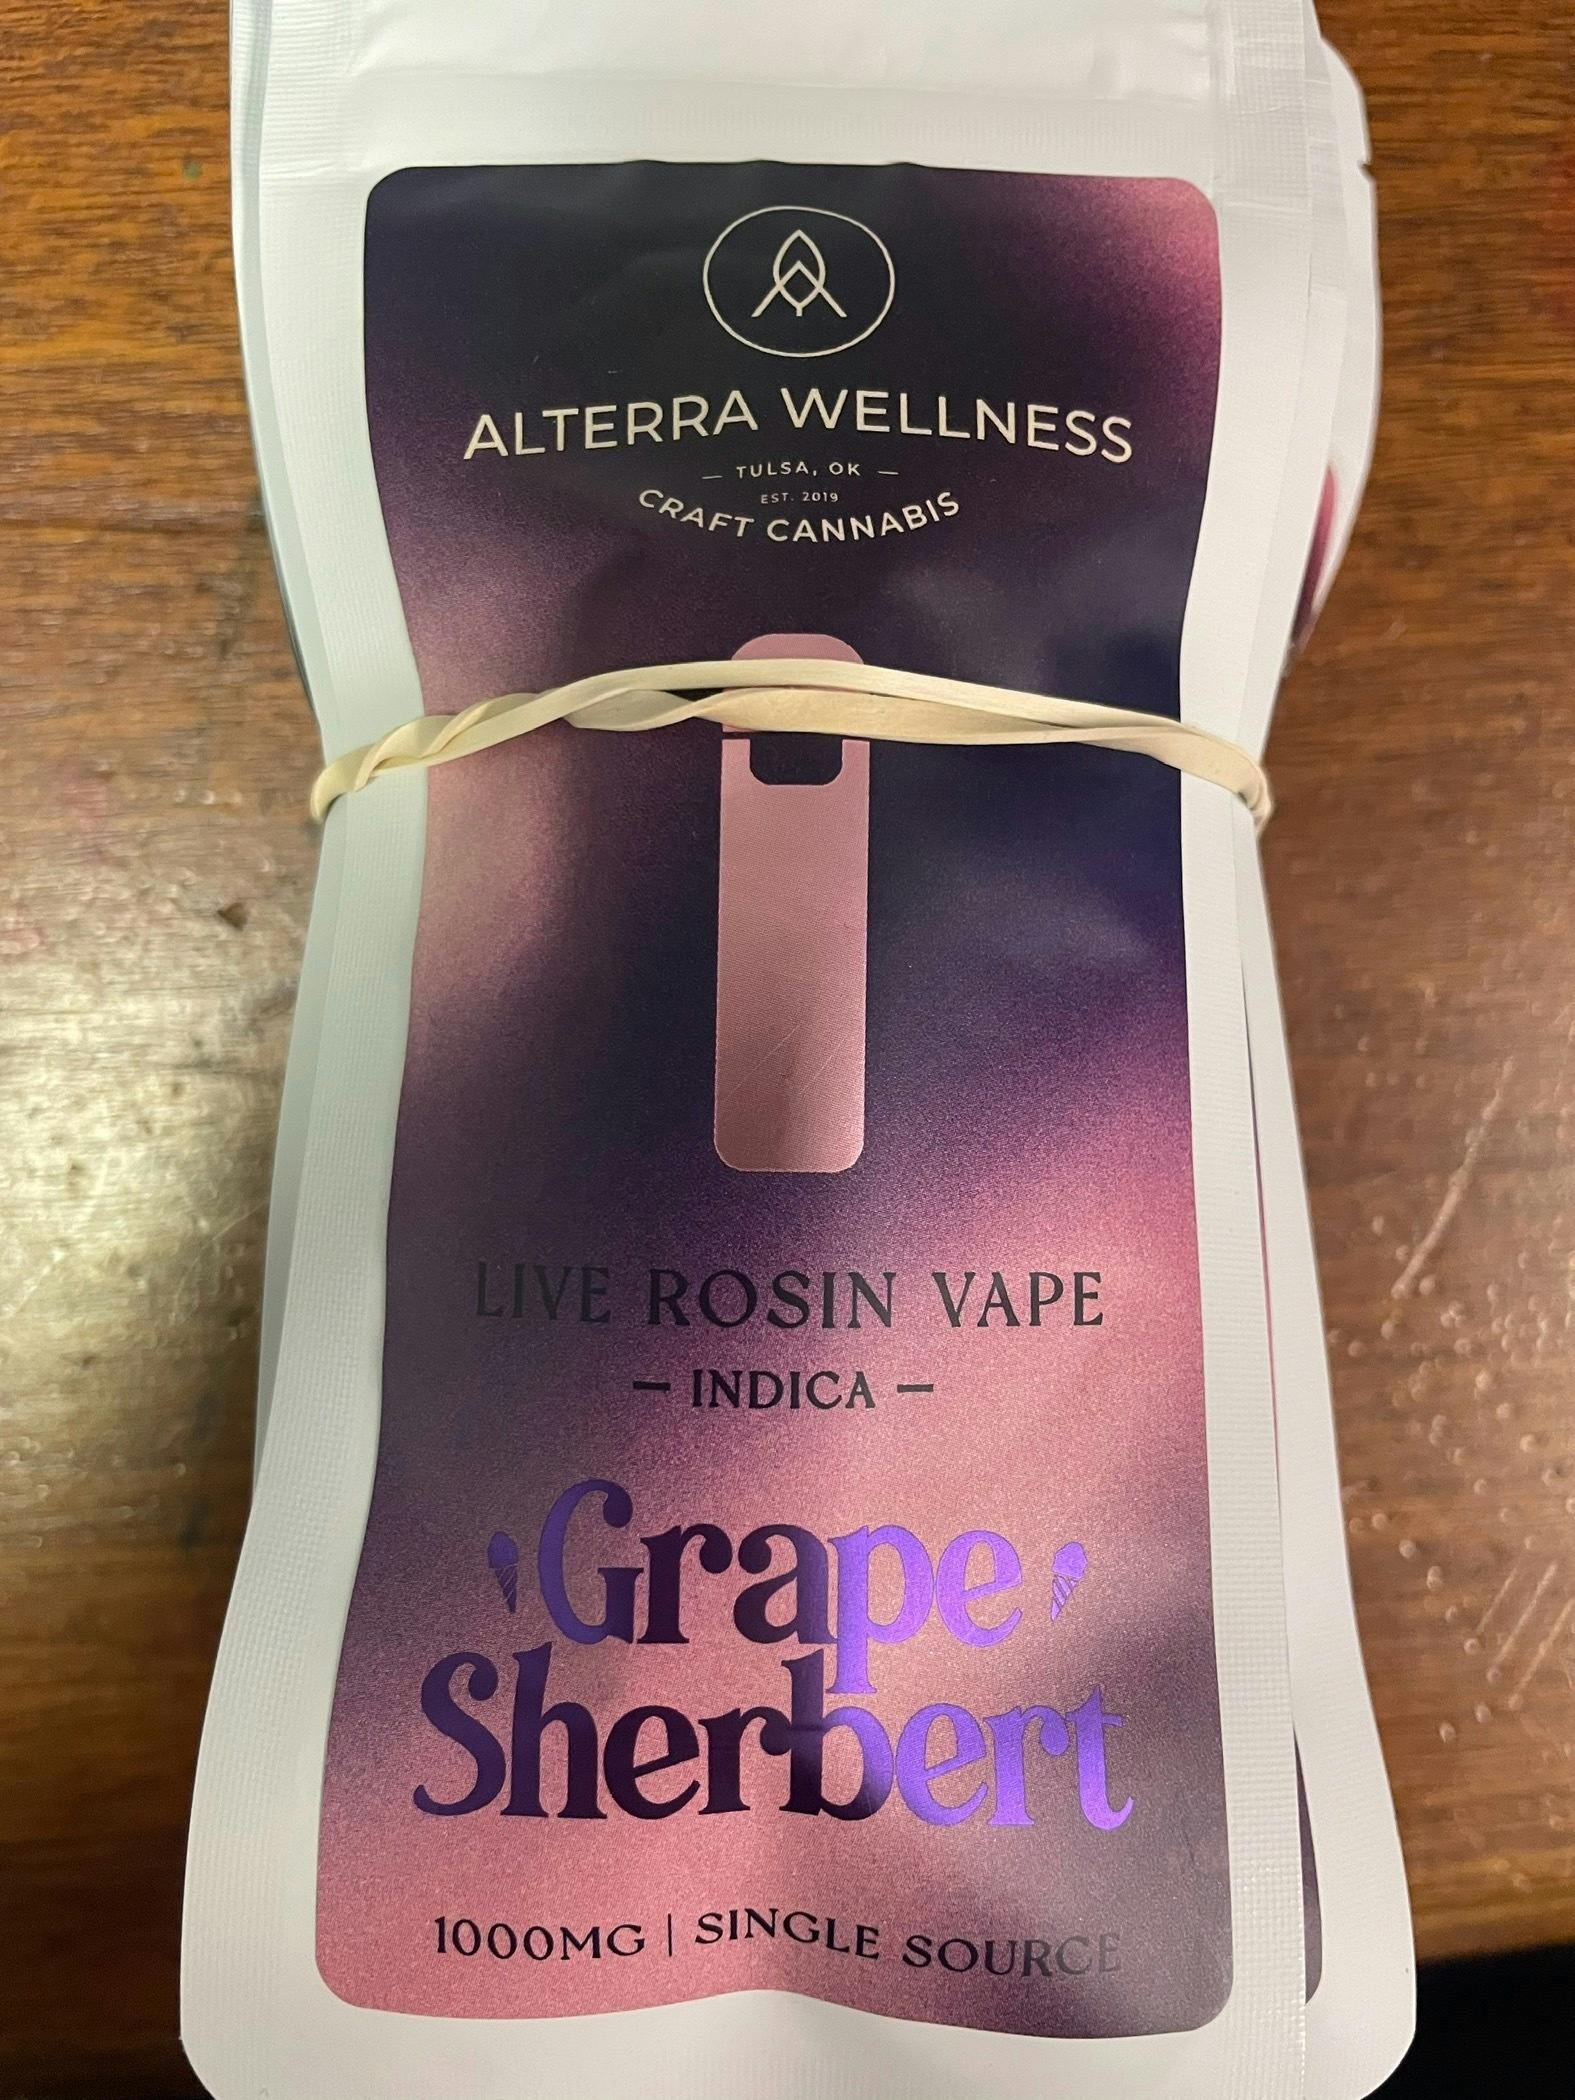 ALTERRA WELLNESS
— TULSA, OK —
EST. 2019
CRAFT CANNABIS
LIVE ROSIN VAPE
— INDICA —
Grape
Sherbert
1000MG | SINGLE SOURCE